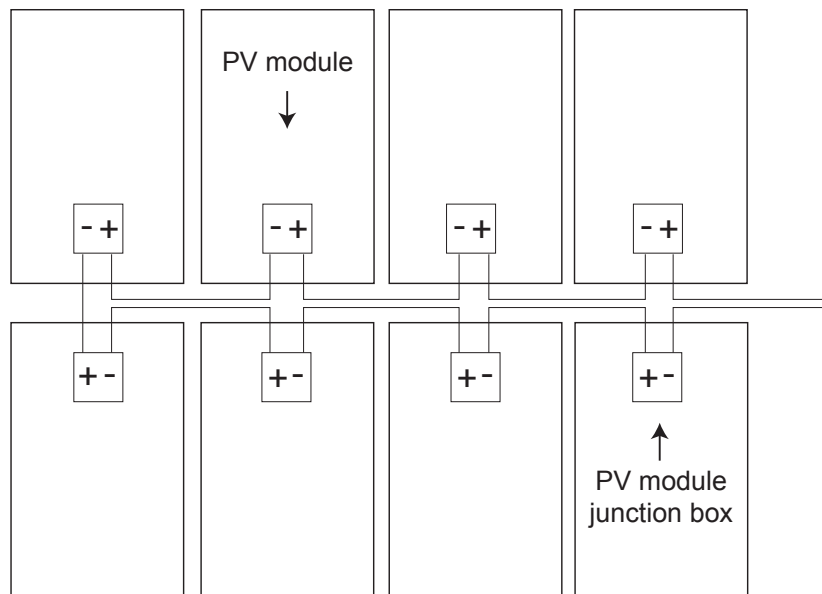 PV module
- +
- +
- +
- +
+ -
+ -
+ -
+ -
PV module
junction box